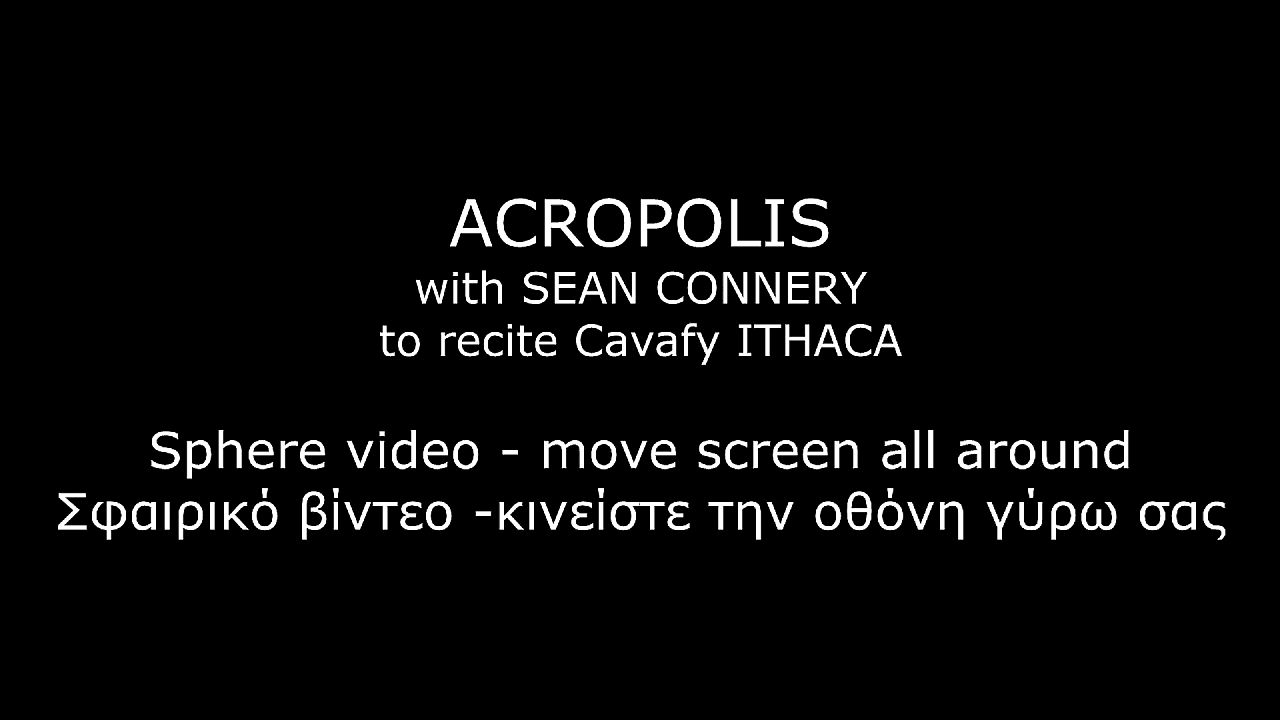 ACROPOLIS
with SEAN CONNERY
to recite Cavafy ITHACA
Sphere video - move screen all around
Σφαιρικό βίντεο -κινείστε την οθόνη γύρω σας